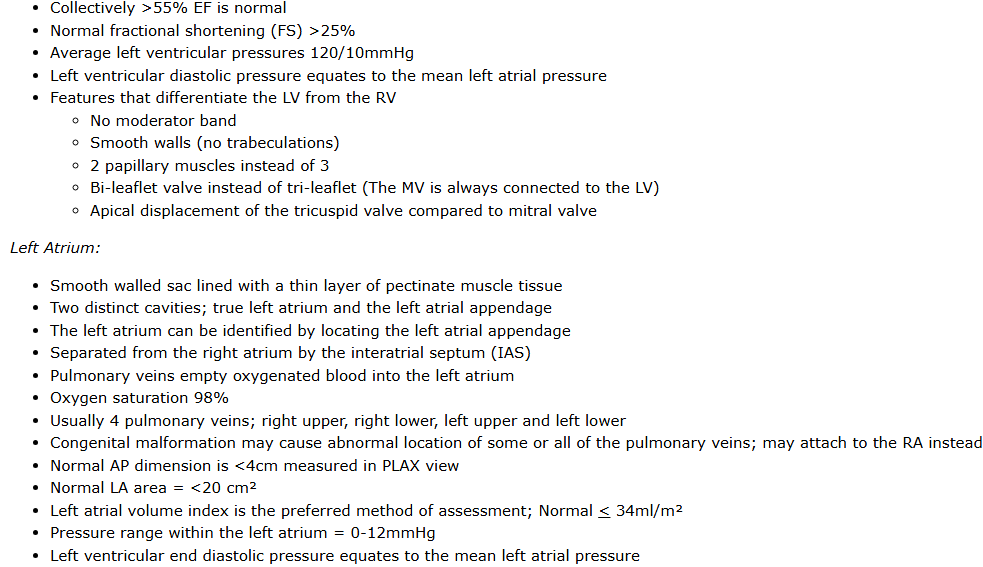 • Collectively >55% EF is normal
• Normal fractional shortening (FS) >25%
• Average left ventricular pressures 120/10mmHg
• Left ventricular diastolic pressure equates to the mean left atrial pressure
• Features that differentiate the LV from the RV
◦ No moderator band
◦ Smooth walls (no trabeculations)
◦ 2 papillary muscles instead of 3
◦ Bi-leaflet valve instead of tri-leaflet (The MV is always connected to the LV)
◦ Apical displacement of the tricuspid valve compared to mitral valve
Left Atrium:
• Smooth walled sac lined with a thin layer of pectinate muscle tissue
• Two distinct cavities; true left atrium and the left atrial appendage
• The left atrium can be identified by locating the left atrial appendage
• Separated from the right atrium by the interatrial septum (IAS)
• Pulmonary veins empty oxygenated blood into the left atrium
• Oxygen saturation 98%
• Usually 4 pulmonary veins; right upper, right lower, left upper and left lower
• Congenital malformation may cause abnormal location of some or all of the pulmonary veins; may attach to the RA instead
• Normal AP dimension is <4cm measured in PLAX view
• Normal LA area = <20 cm²
• Left atrial volume index is the preferred method of assessment; Normal ≤ 34ml/m²
• Pressure range within the left atrium = 0-12mmHg
• Left ventricular end diastolic pressure equates to the mean left atrial pressure